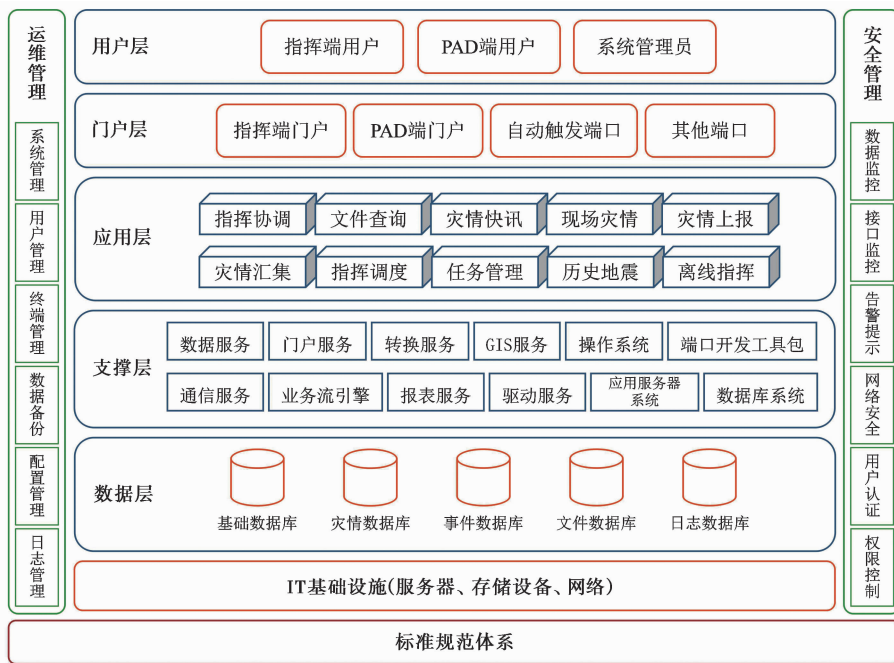 运维管理
系统管理
用户管理
终端管理
数据备份
配置管理
日志管理
用户层
指挥端用户
PAD端用户
系统管理员
门户层
指挥端门户
PAD端门户
自动触发端口
其他端口
应用层
指挥协调
文件查询
灾情快讯
现场灾情
灾情上报
灾情汇集
指挥调度
任务管理
历史地震
离线指挥
支撑层
数据服务
门户服务
转换服务
GIS服务
操作系统
端口开发工具包
通信服务
业务流引擎
报表服务
驱动服务
应用服务器
系统
数据库系统
数据层
基础数据库
灾情数据库
事件数据库
文件数据库
日志数据库
IT基础设施(服务器、存储设备、网络)
安全管理
数据监控
接口监控
告警提示
网络安全
用户认证
权限控制
标准规范体系